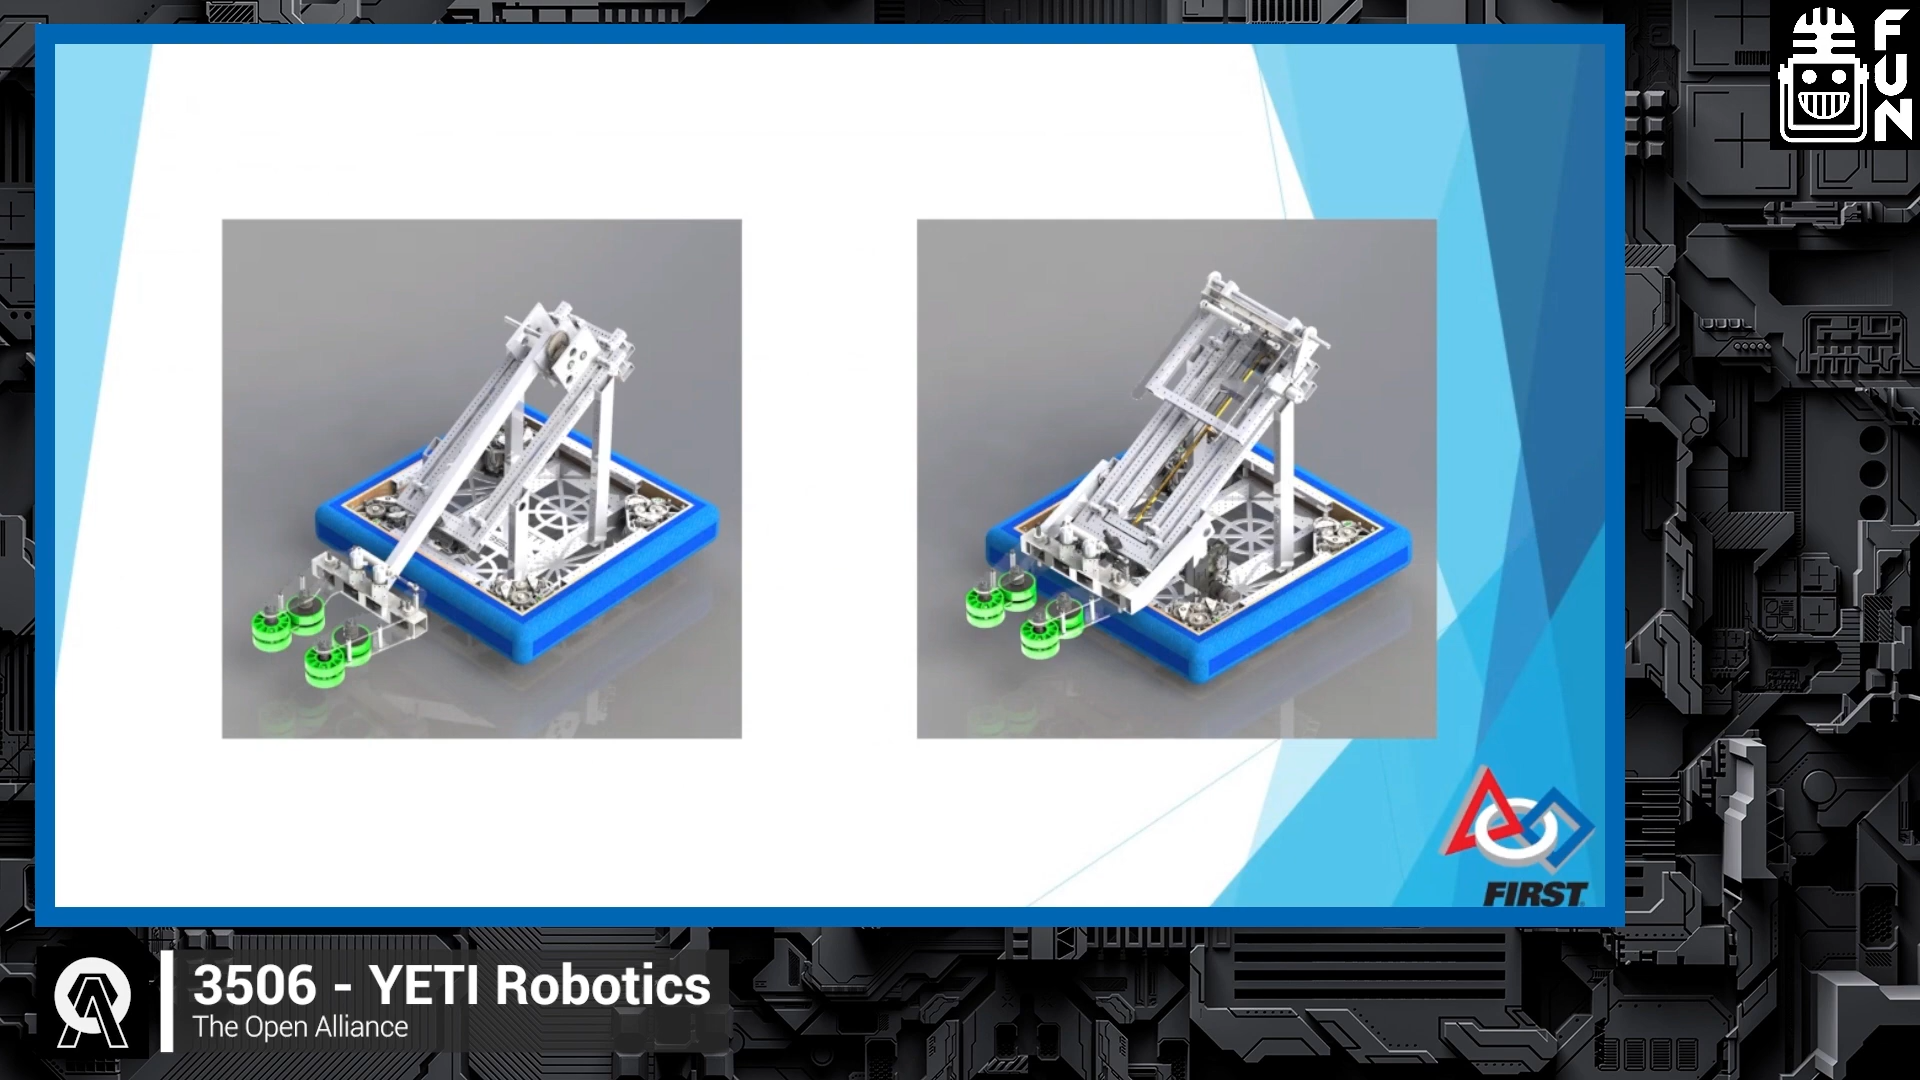 FUN
FIRST
3506 - YETI Robotics
The Open Alliance